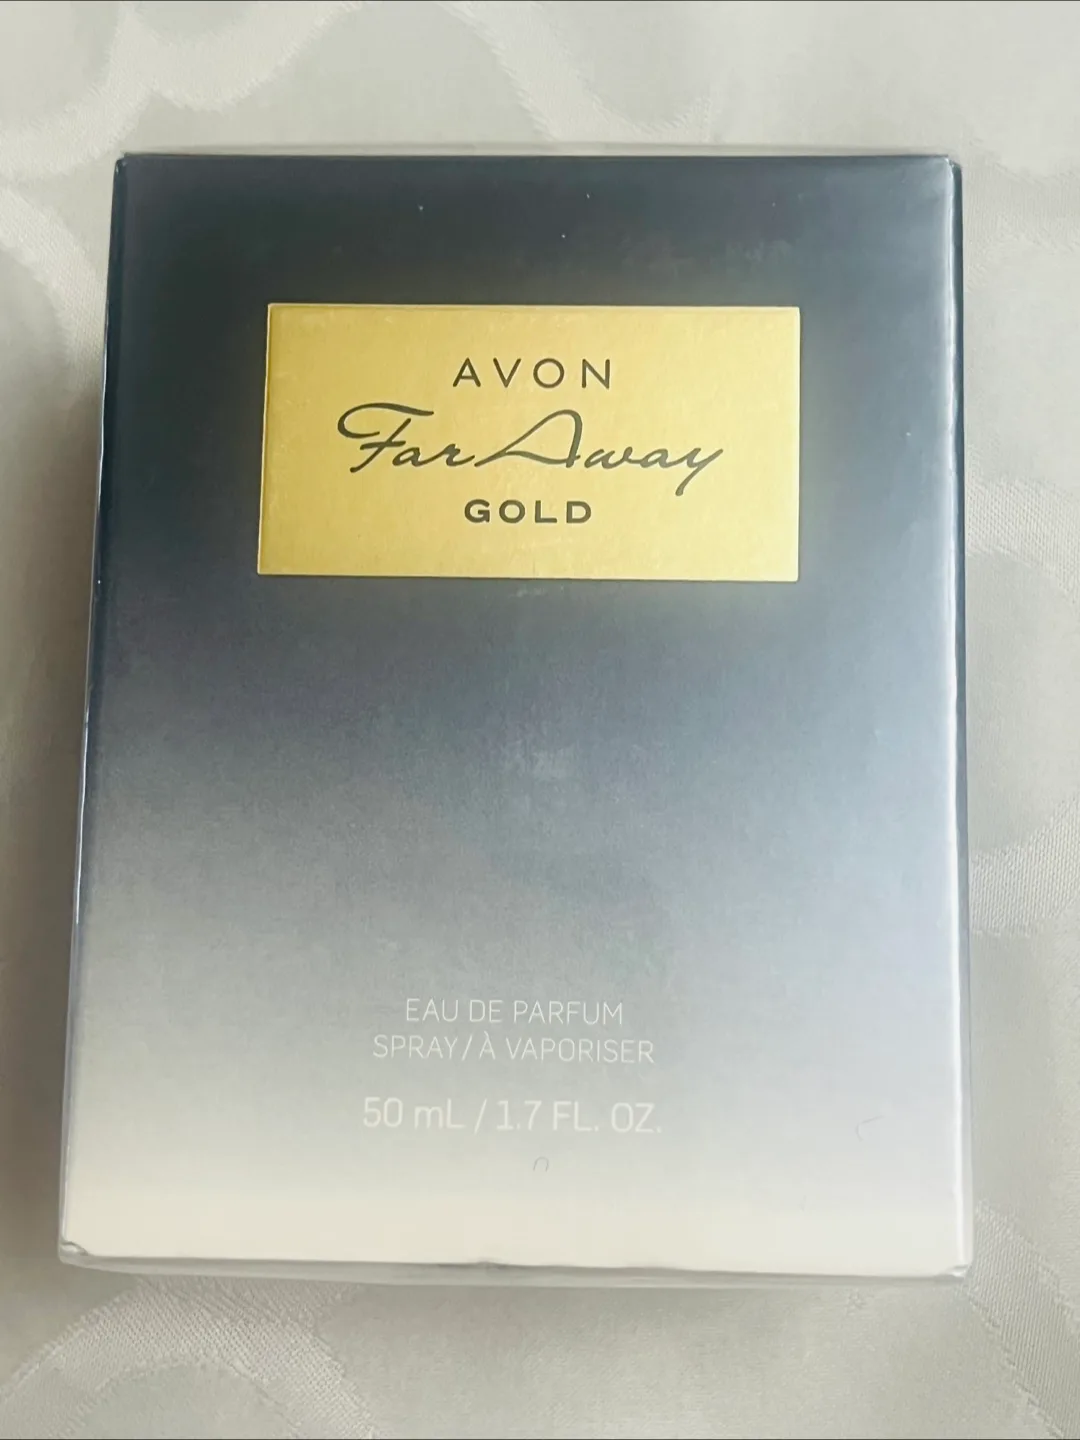 AVON
Far Away
GOLD
EAU DE PARFUM
SPRAY/À VAPORISER
50 mL / 1.7 FL. OZ.